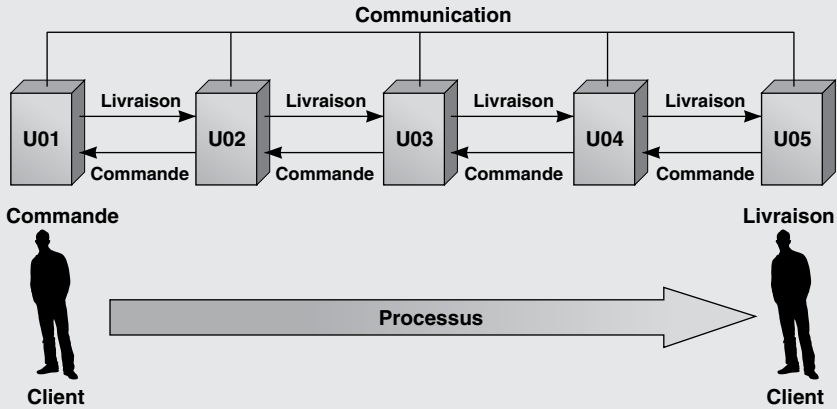 Communication
Livraison Livraison Livraison Livraison
U01 U02 U03 U04 U05
Commande Commande Commande Commande
Commande Livraison
Processus
Client Client